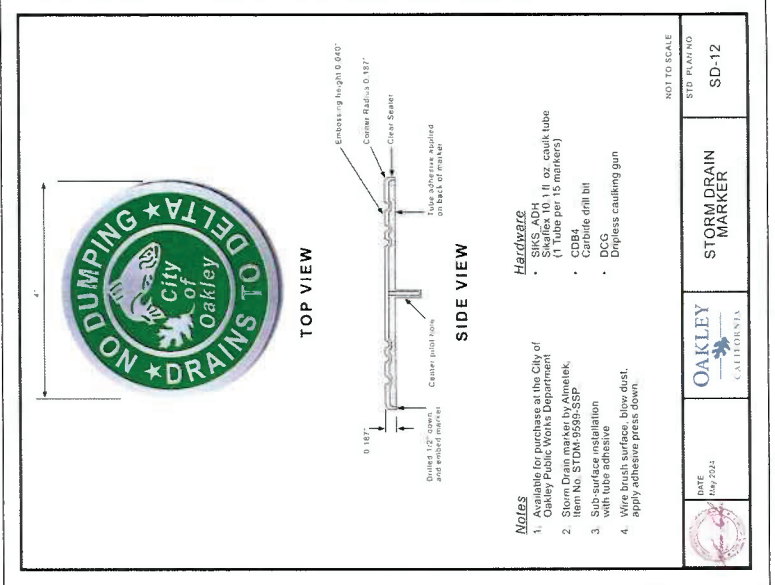 4"
NO DUMPING
★DRAINS TO DELTA★
City
of
Oakley
TOP VIEW
Embossing height 0.040"
Corner Radius 0.187"
Clear Sealer
0.187"
Drilled 1/2" down
and embed marker
Center pilot hole
Tube adhesive applied
on back of marker
SIDE VIEW
Notes
1. Available for purchase at the City of
Oakley Public Works Department
2. Storm Drain marker by Almetek,
Item No. STDM-9599-SSP.
3. Sub-surface installation
with tube adhesive
4. Wire brush surface, blow dust,
apply adhesive press down.
Hardware
• SIKS_ADH
Sikaflex 10.1 fl oz. caulk tube
(1 Tube per 15 markers)
• CDB4
Carbide drill bit
• DCG
Dripless caulking gun
NOT TO SCALE
DATE
May 2024
OAKLEY
CALIFORNIA
STORM DRAIN
MARKER
STD PLAN NO
SD-12